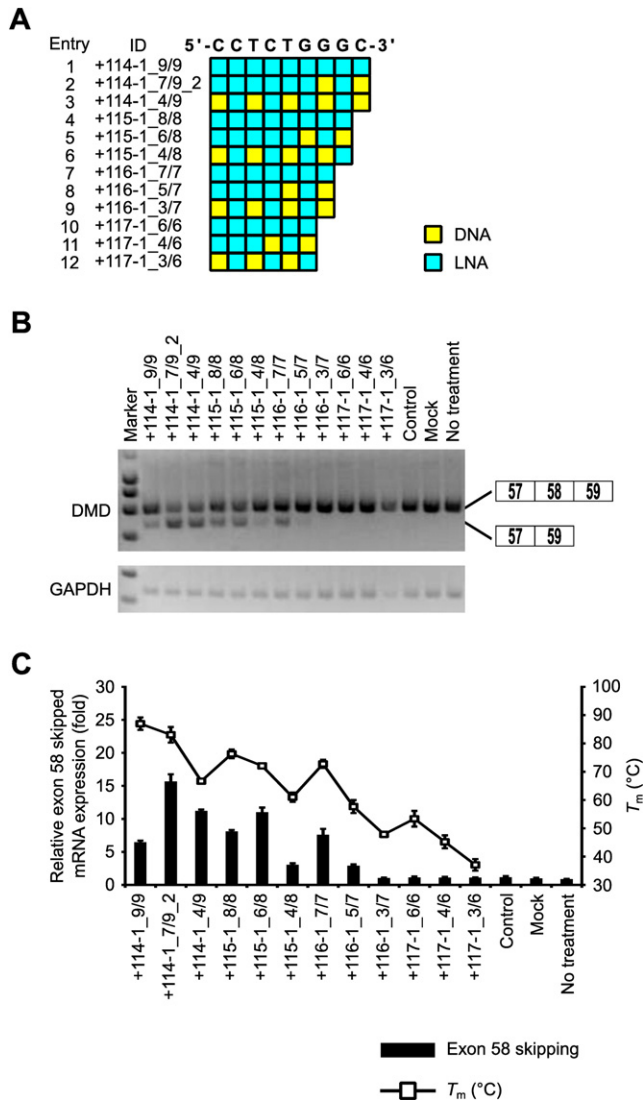 A
Entry ID 5'-C C T C T G G G C-3'
1 +114-1_9/9
2 +114-1_7/9_2
3 +114-1_4/9
4 +115-1_8/8
5 +115-1_6/8
6 +115-1_4/8
7 +116-1_7/7
8 +116-1_5/7
9 +116-1_3/7
10 +117-1_6/6
11 +117-1_4/6
12 +117-1_3/6
DNA
LNA
B
Marker
+114-1_9/9
+114-1_7/9_2
+114-1_4/9
+115-1_8/8
+115-1_6/8
+115-1_4/8
+116-1_7/7
+116-1_5/7
+116-1_3/7
+117-1_6/6
+117-1_4/6
+117-1_3/6
Control
Mock
No treatment
DMD
57 58 59
57 59
GAPDH
C
Relative exon 58 skipped
mRNA expression (fold)
30
25
20
15
10
5
0
100
90
80
70
60
50
40
30
Tm (°C)
+114-1_9/9
+114-1_7/9_2
+114-1_4/9
+115-1_8/8
+115-1_6/8
+115-1_4/8
+116-1_7/7
+116-1_5/7
+116-1_3/7
+117-1_6/6
+117-1_4/6
+117-1_3/6
Control
Mock
No treatment
Exon 58 skipping
Tm (°C)